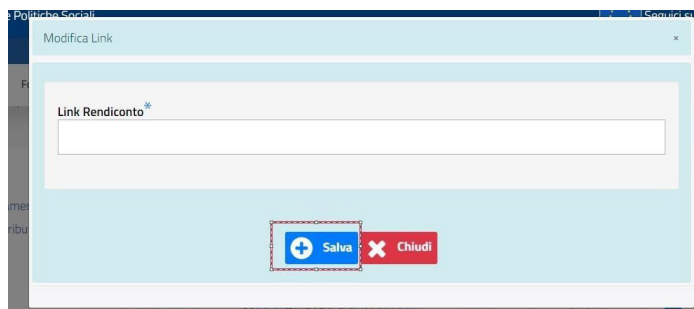 e Politiche Sociali
Seguici su
Modifica Link
×
Link Rendiconto*
Salva
Chiudi